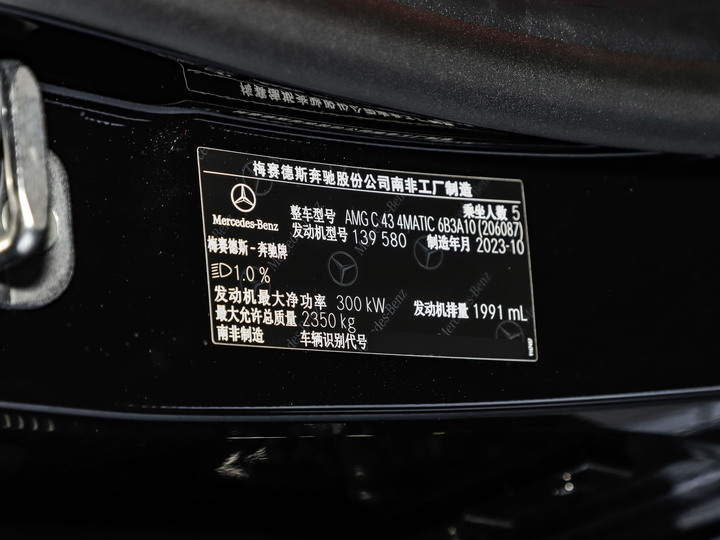 梅赛德斯奔驰股份公司南非工厂制造
Mercedes-Benz
乘坐人数 5
整车型号 AMG C 43 4MATIC 6B3A10 (206087)
发动机型号 139 580
制造年月 2023-10
梅赛德斯-奔驰牌
1.0 %
发动机最大净功率 300 kW
发动机排量 1991 mL
最大允许总质量 2350 kg
南非制造
车辆识别代号